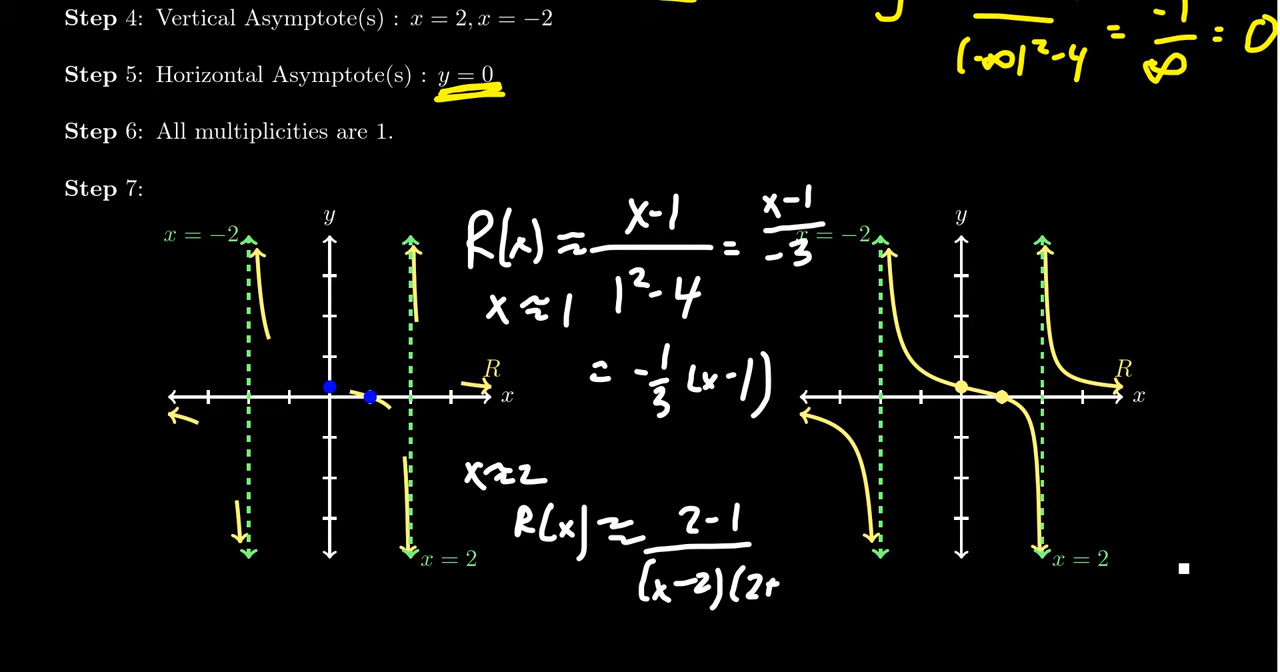 Step 4: Vertical Asymptote(s) : x = 2, x = −2
(-∞)²-4 = -1/∞ = 0
Step 5: Horizontal Asymptote(s) : y = 0
Step 6: All multiplicities are 1.
Step 7:
y
x = −2
R
x
x = 2
R(x) ≈ x-1/1²-4 = x-1/-3
x≈1
= -1/3 (x-1)
x≈2
R(x) ≈ 2-1/(x-2)(2+
y
x = −2
R
x
x = 2